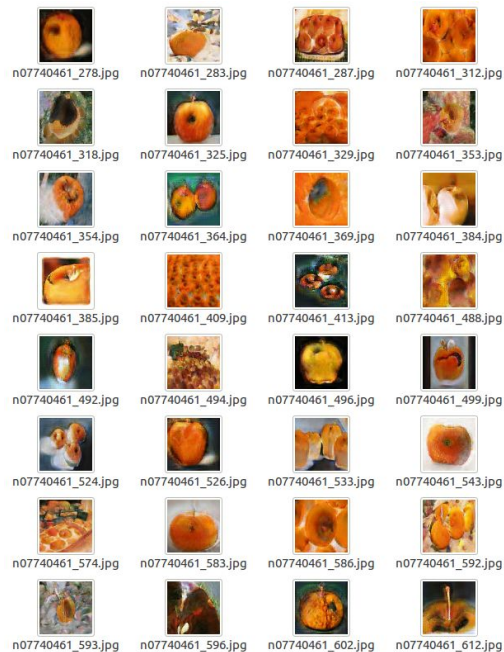 n07740461_278.jpg n07740461_283.jpg n07740461_287.jpg n07740461_312.jpg
n07740461_318.jpg n07740461_325.jpg n07740461_329.jpg n07740461_353.jpg
n07740461_354.jpg n07740461_364.jpg n07740461_369.jpg n07740461_384.jpg
n07740461_385.jpg n07740461_409.jpg n07740461_413.jpg n07740461_488.jpg
n07740461_492.jpg n07740461_494.jpg n07740461_496.jpg n07740461_499.jpg
n07740461_524.jpg n07740461_526.jpg n07740461_533.jpg n07740461_543.jpg
n07740461_574.jpg n07740461_583.jpg n07740461_586.jpg n07740461_592.jpg
n07740461_593.jpg n07740461_596.jpg n07740461_602.jpg n07740461_612.jpg